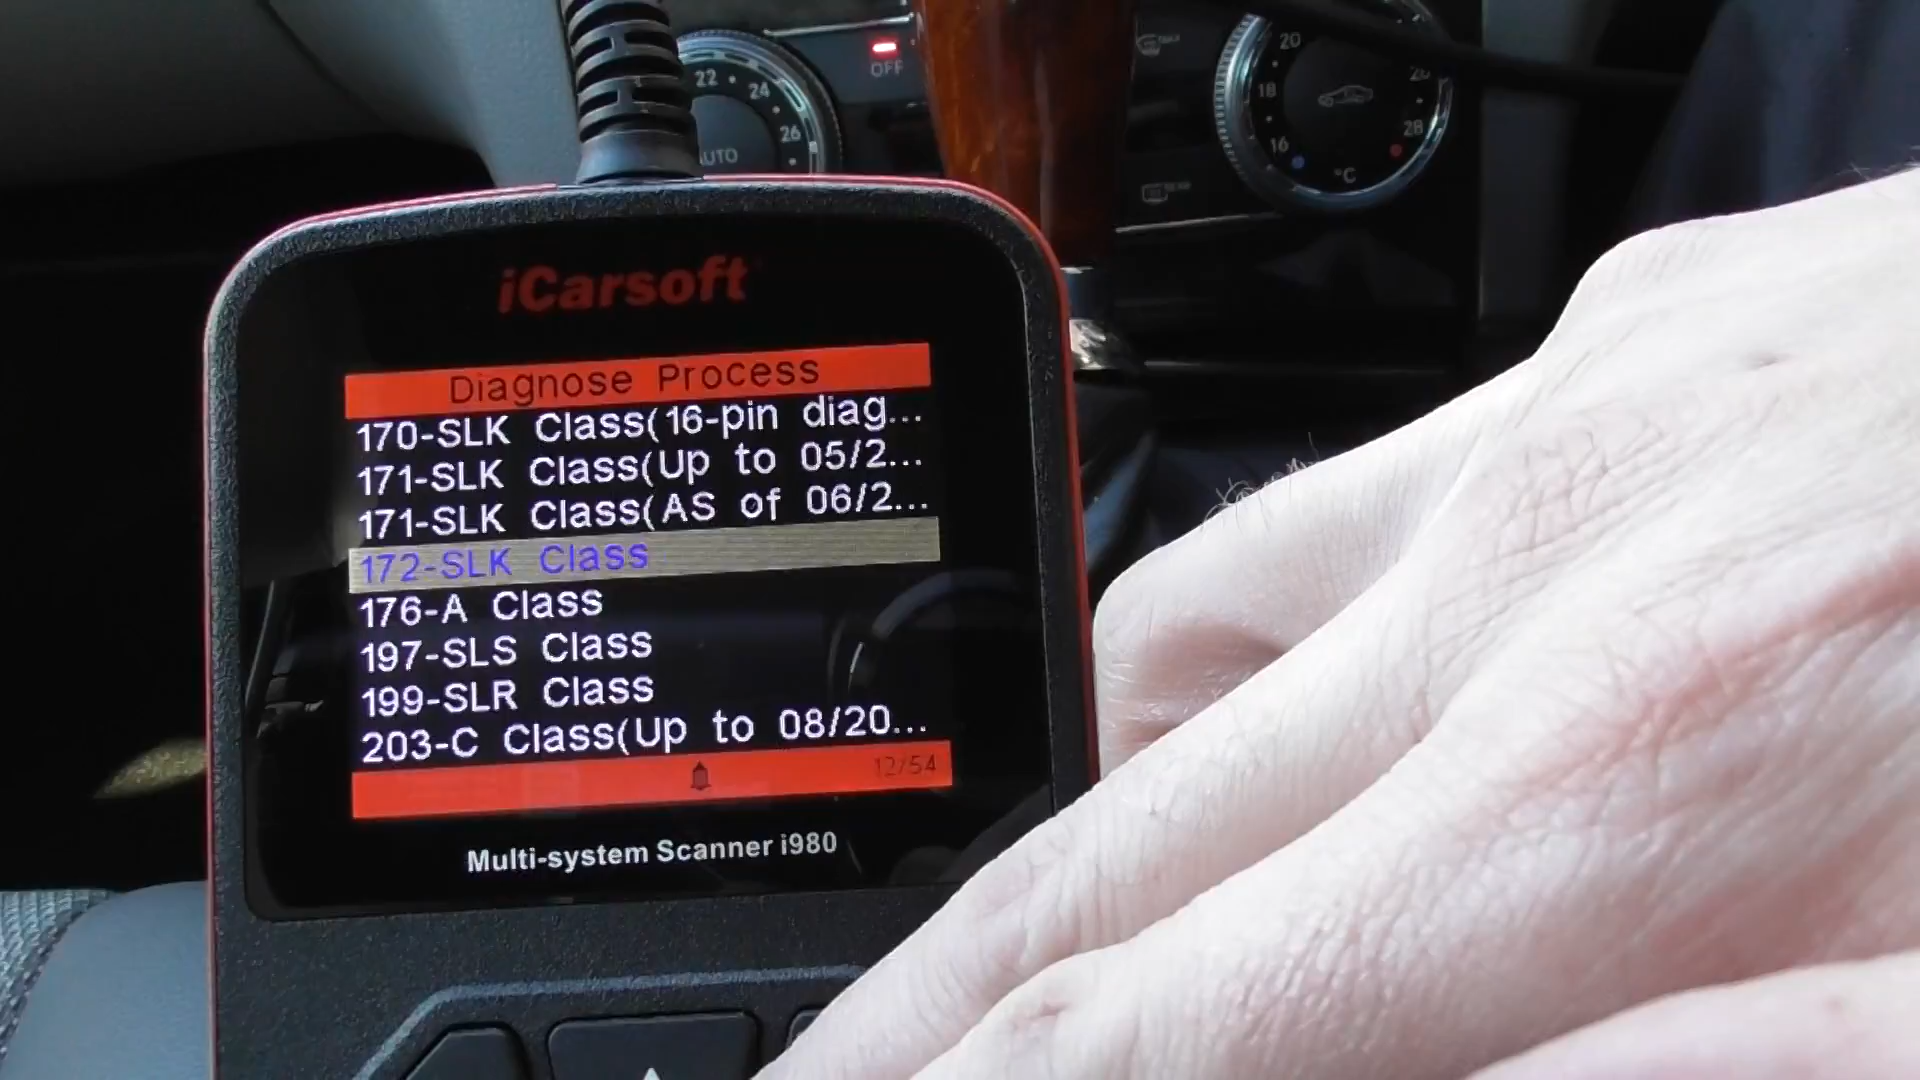 22
24
26
AUTO
OFF
20
18
16
28
°C
iCarsoft
Diagnose Process
170-SLK Class(16-pin diag...
171-SLK Class(Up to 05/2...
171-SLK Class(AS of 06/2...
172-SLK Class
176-A Class
197-SLS Class
199-SLR Class
203-C Class(Up to 08/20...
12/54
Multi-system Scanner i980